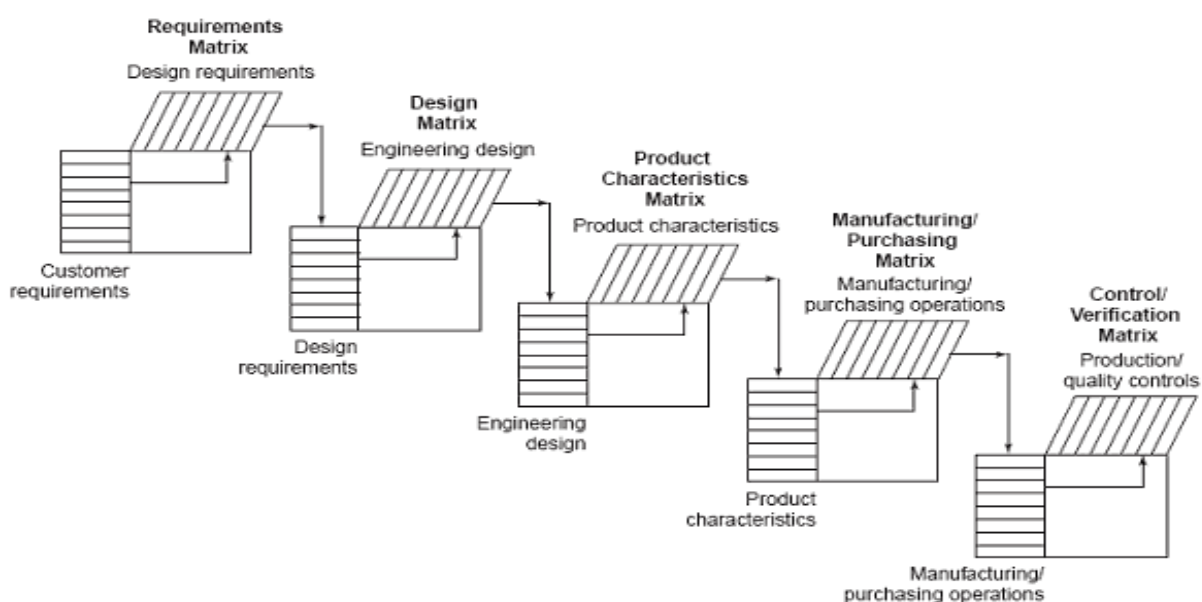 Requirements
Matrix
Design requirements
Customer
requirements
Design
Matrix
Engineering design
Design
requirements
Product
Characteristics
Matrix
Product characteristics
Engineering
design
Manufacturing/
Purchasing
Matrix
Manufacturing/
purchasing operations
Product
characteristics
Control/
Verification
Matrix
Production/
quality controls
Manufacturing/
purchasing operations